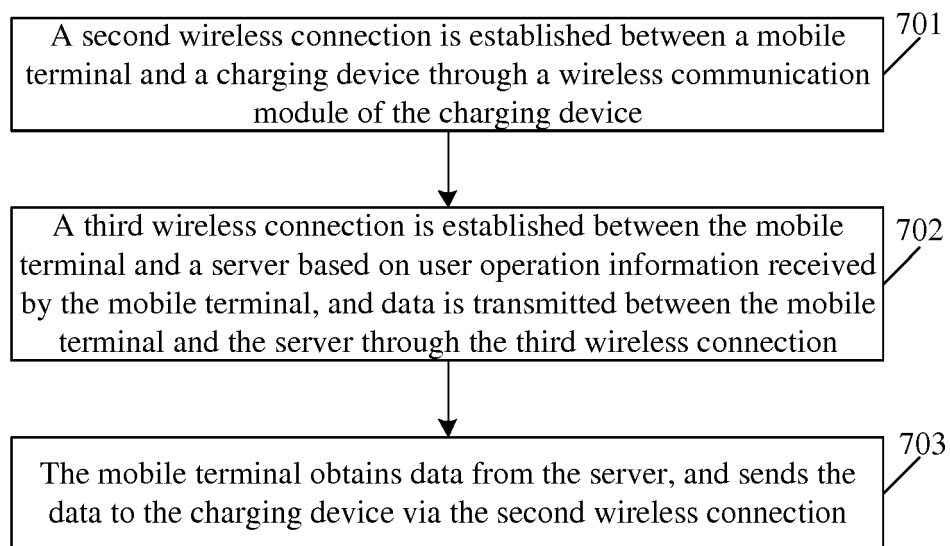 A second wireless connection is established between a mobile
terminal and a charging device through a wireless communication
module of the charging device
701
A third wireless connection is established between the mobile
terminal and a server based on user operation information received
by the mobile terminal, and data is transmitted between the mobile
terminal and the server through the third wireless connection
702
The mobile terminal obtains data from the server, and sends the
data to the charging device via the second wireless connection
703